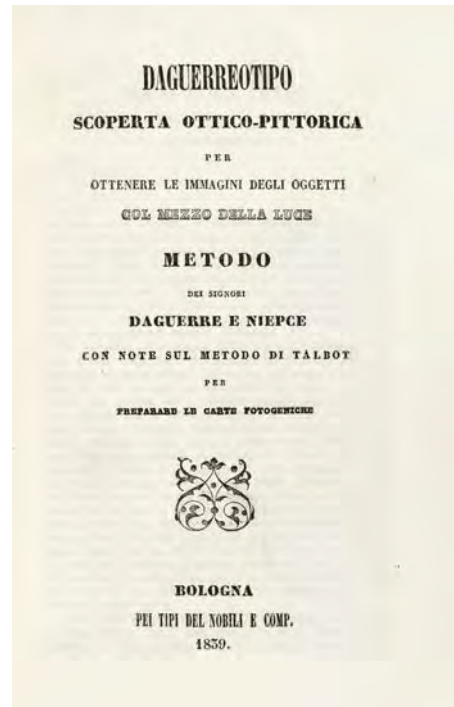 DAGUERREOTIPO
SCOPERTA OTTICO-PITTORICA
PER
OTTENERE LE IMMAGINI DEGLI OGGETTI
COL MEZZO DELLA LUCE
METODO
DEI SIGNORI
DAGUERRE E NIEPCE
CON NOTE SUL METODO DI TALBOT
PER
PREPARARE LE CARTE FOTOGENICHE
BOLOGNA
PEI TIPI DEL NOBILI E COMP.
1839.